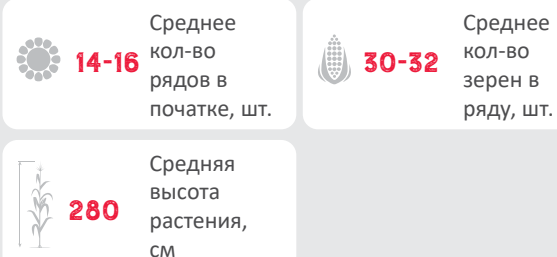 14-16
Среднее
кол-во
рядов в
початке, шт.
30-32
Среднее
кол-во
зерен в
ряду, шт.
280
Средняя
высота
растения,
см